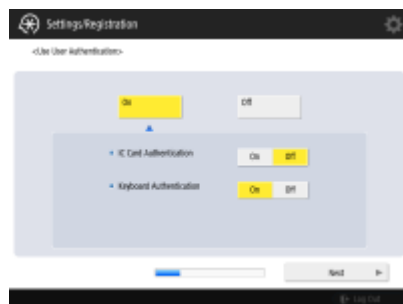 Settings/Registration
<Use User Authentication>
On Off
IC Card Authentication On Off
Keyboard Authentication On Off
Next
Log Out